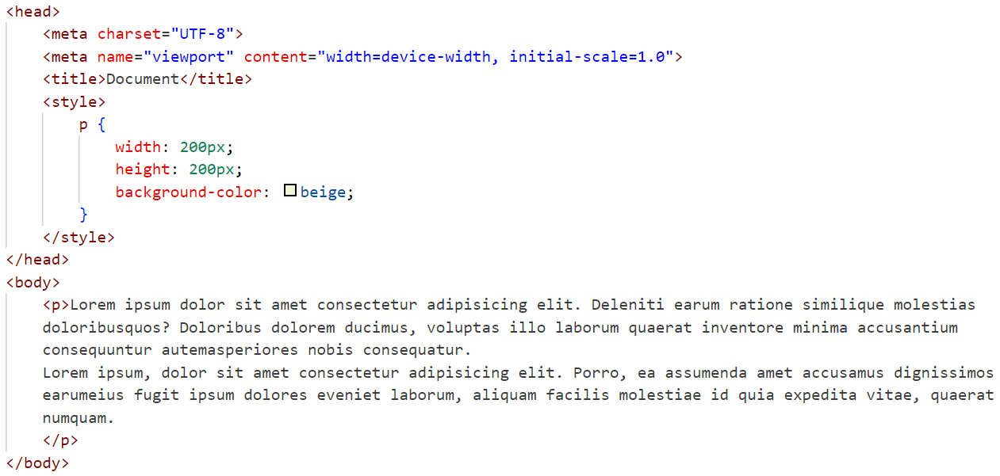 <head>
<meta charset="UTF-8">
<meta name="viewport" content="width=device-width, initial-scale=1.0">
<title>Document</title>
<style>
p {
width: 200px;
height: 200px;
background-color: beige;
}
</style>
</head>
<body>
<p>Lorem ipsum dolor sit amet consectetur adipisicing elit. Deleniti earum ratione similique molestias
doloribusquos? Doloribus dolorem ducimus, voluptas illo laborum quaerat inventore minima accusantium
consequuntur autemasperiores nobis consequatur.
Lorem ipsum, dolor sit amet consectetur adipisicing elit. Porro, ea assumenda amet accusamus dignissimos
earumeius fugit ipsum dolores eveniet laborum, aliquam facilis molestiae id quia expedita vitae, quaerat
numquam.
</p>
</body>